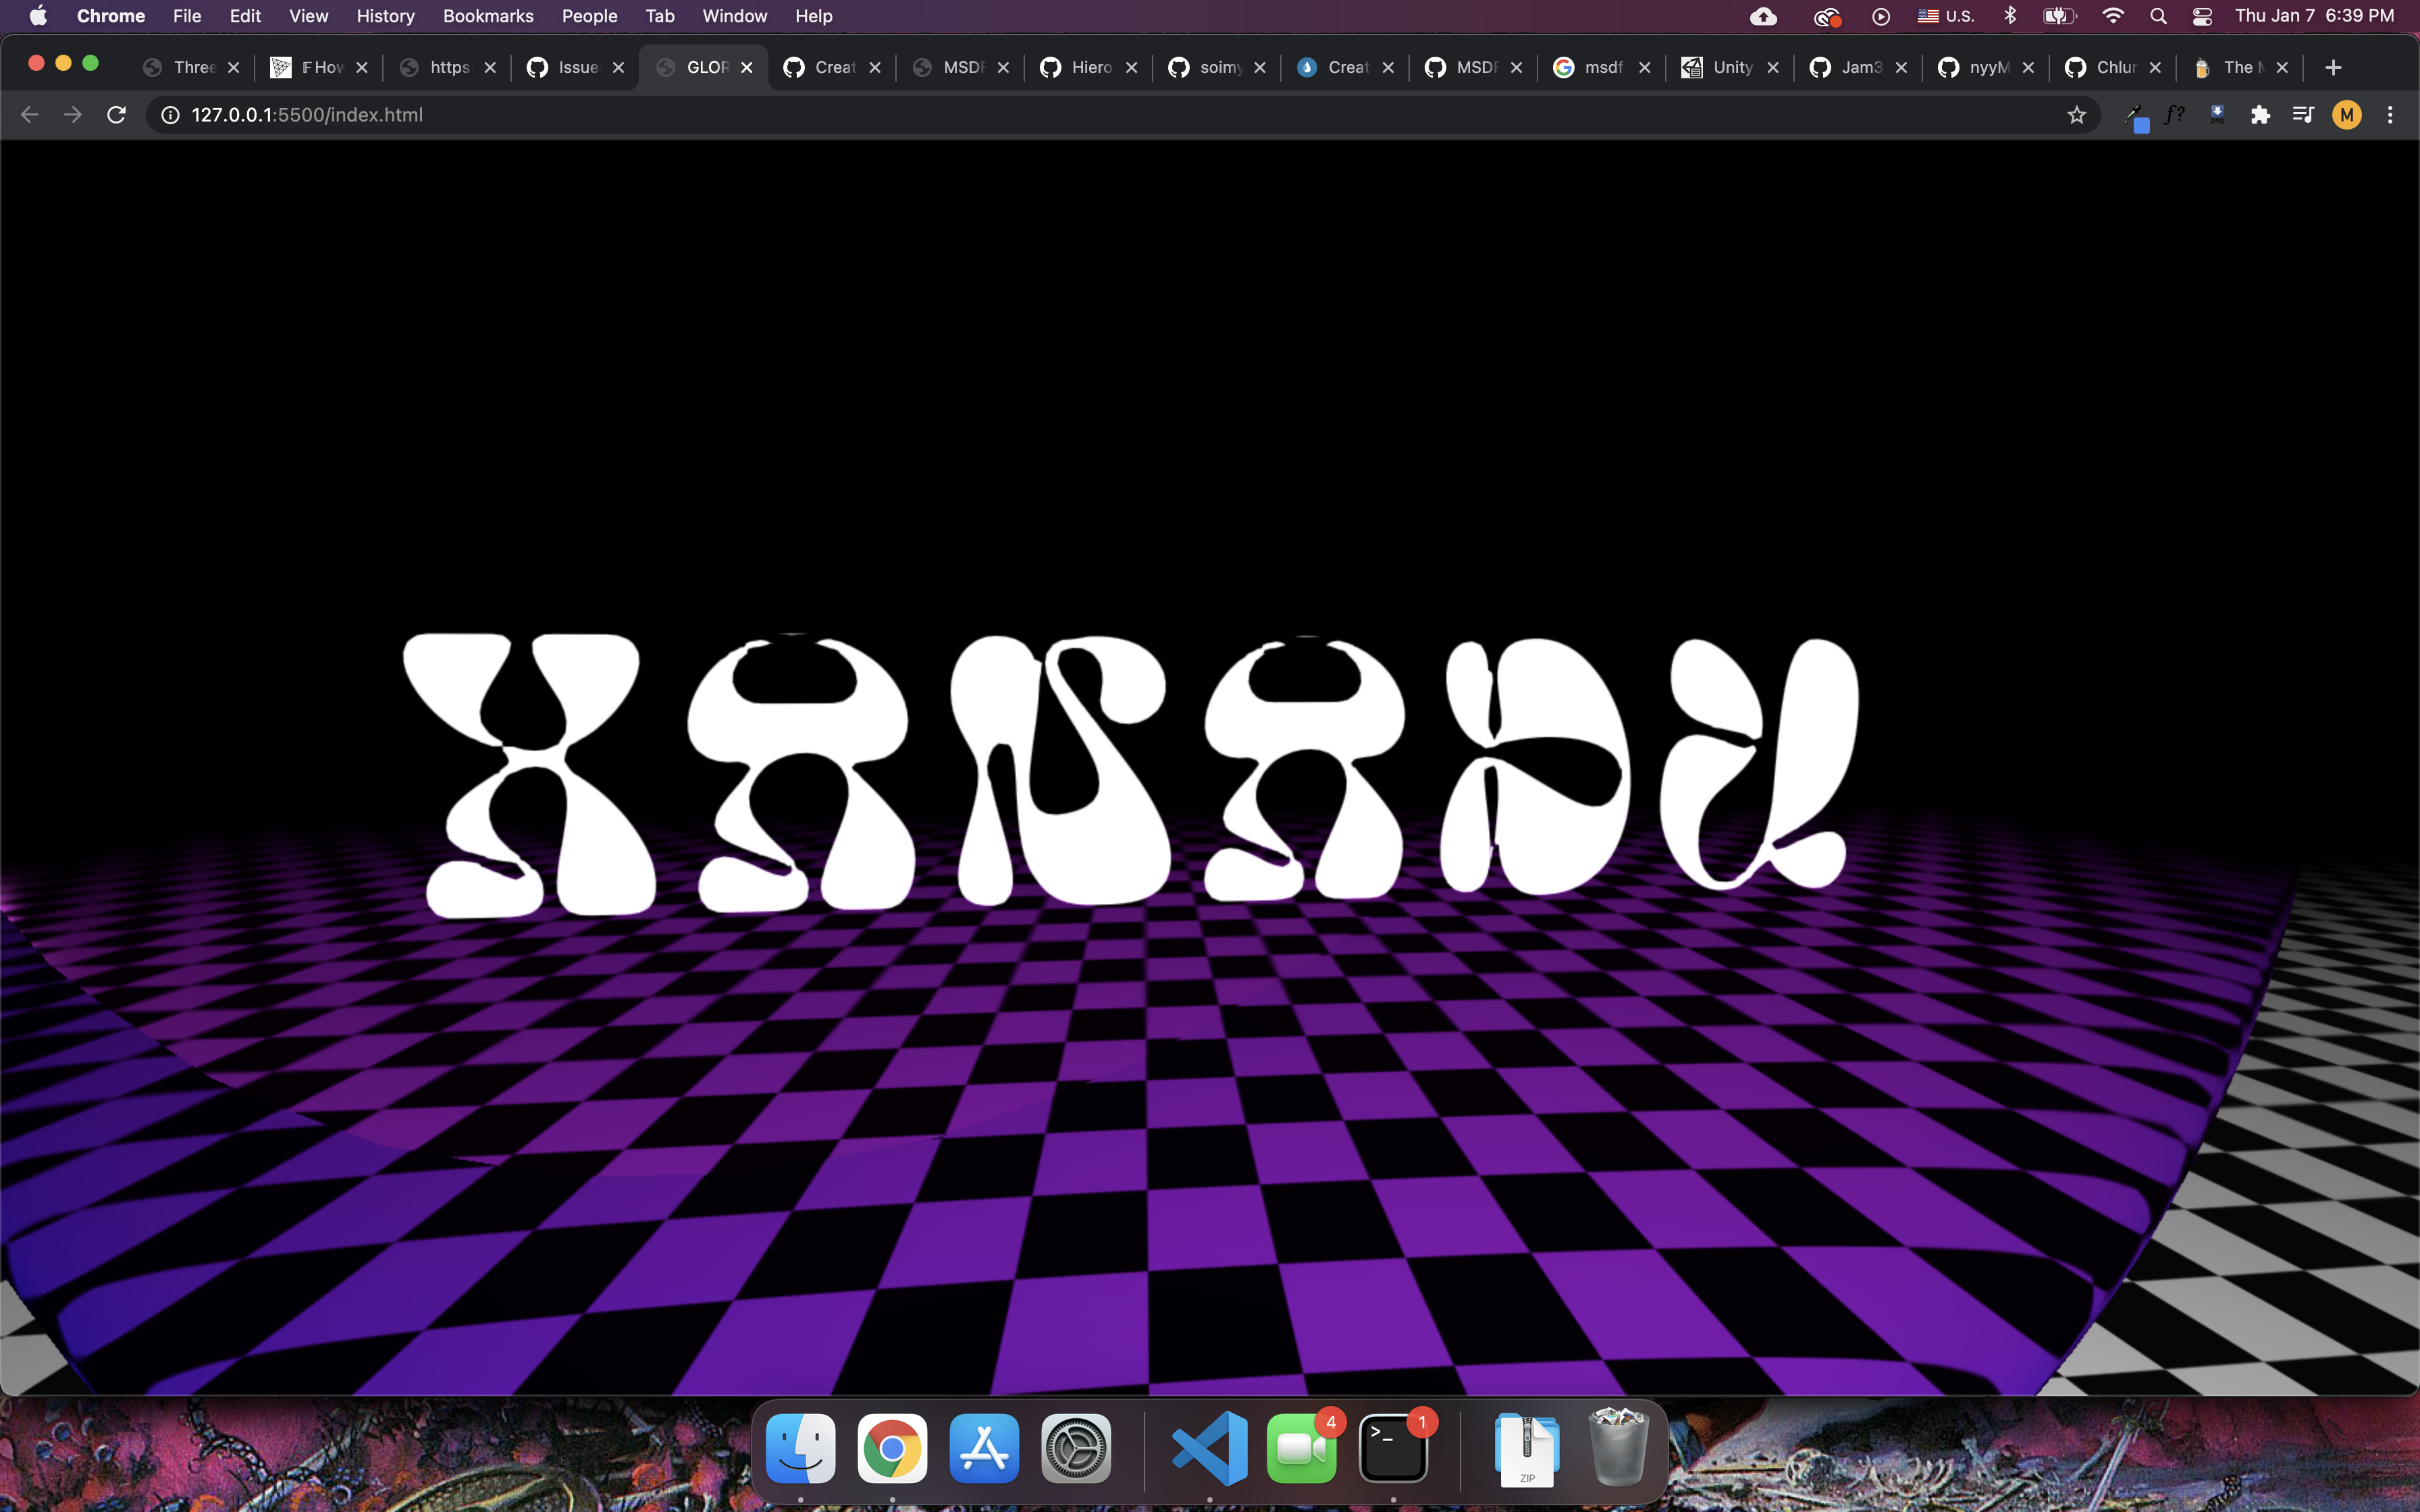 Chrome File Edit View History Bookmarks People Tab Window Help U.S. Thu Jan 7 6:39 PM
Three How https Issue GLOR Creat MSDF Hiero soimy Creat MSDF msdf Unity Jam3 nyyM Chlur The M
127.0.0.1:5500/index.html f? png M
XANADU
4 1
>_
ZIP